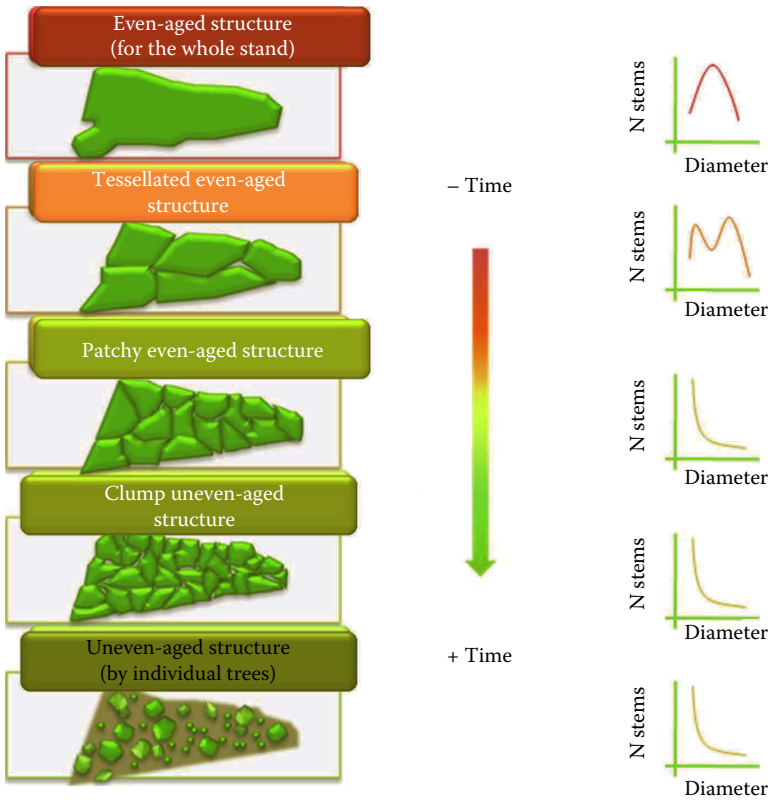 Even-aged structure
(for the whole stand)
N stems
Diameter
Tessellated even-aged
structure
– Time
N stems
Diameter
Patchy even-aged structure
N stems
Diameter
Clump uneven-aged
structure
N stems
Diameter
Uneven-aged structure
(by individual trees)
+ Time
N stems
Diameter